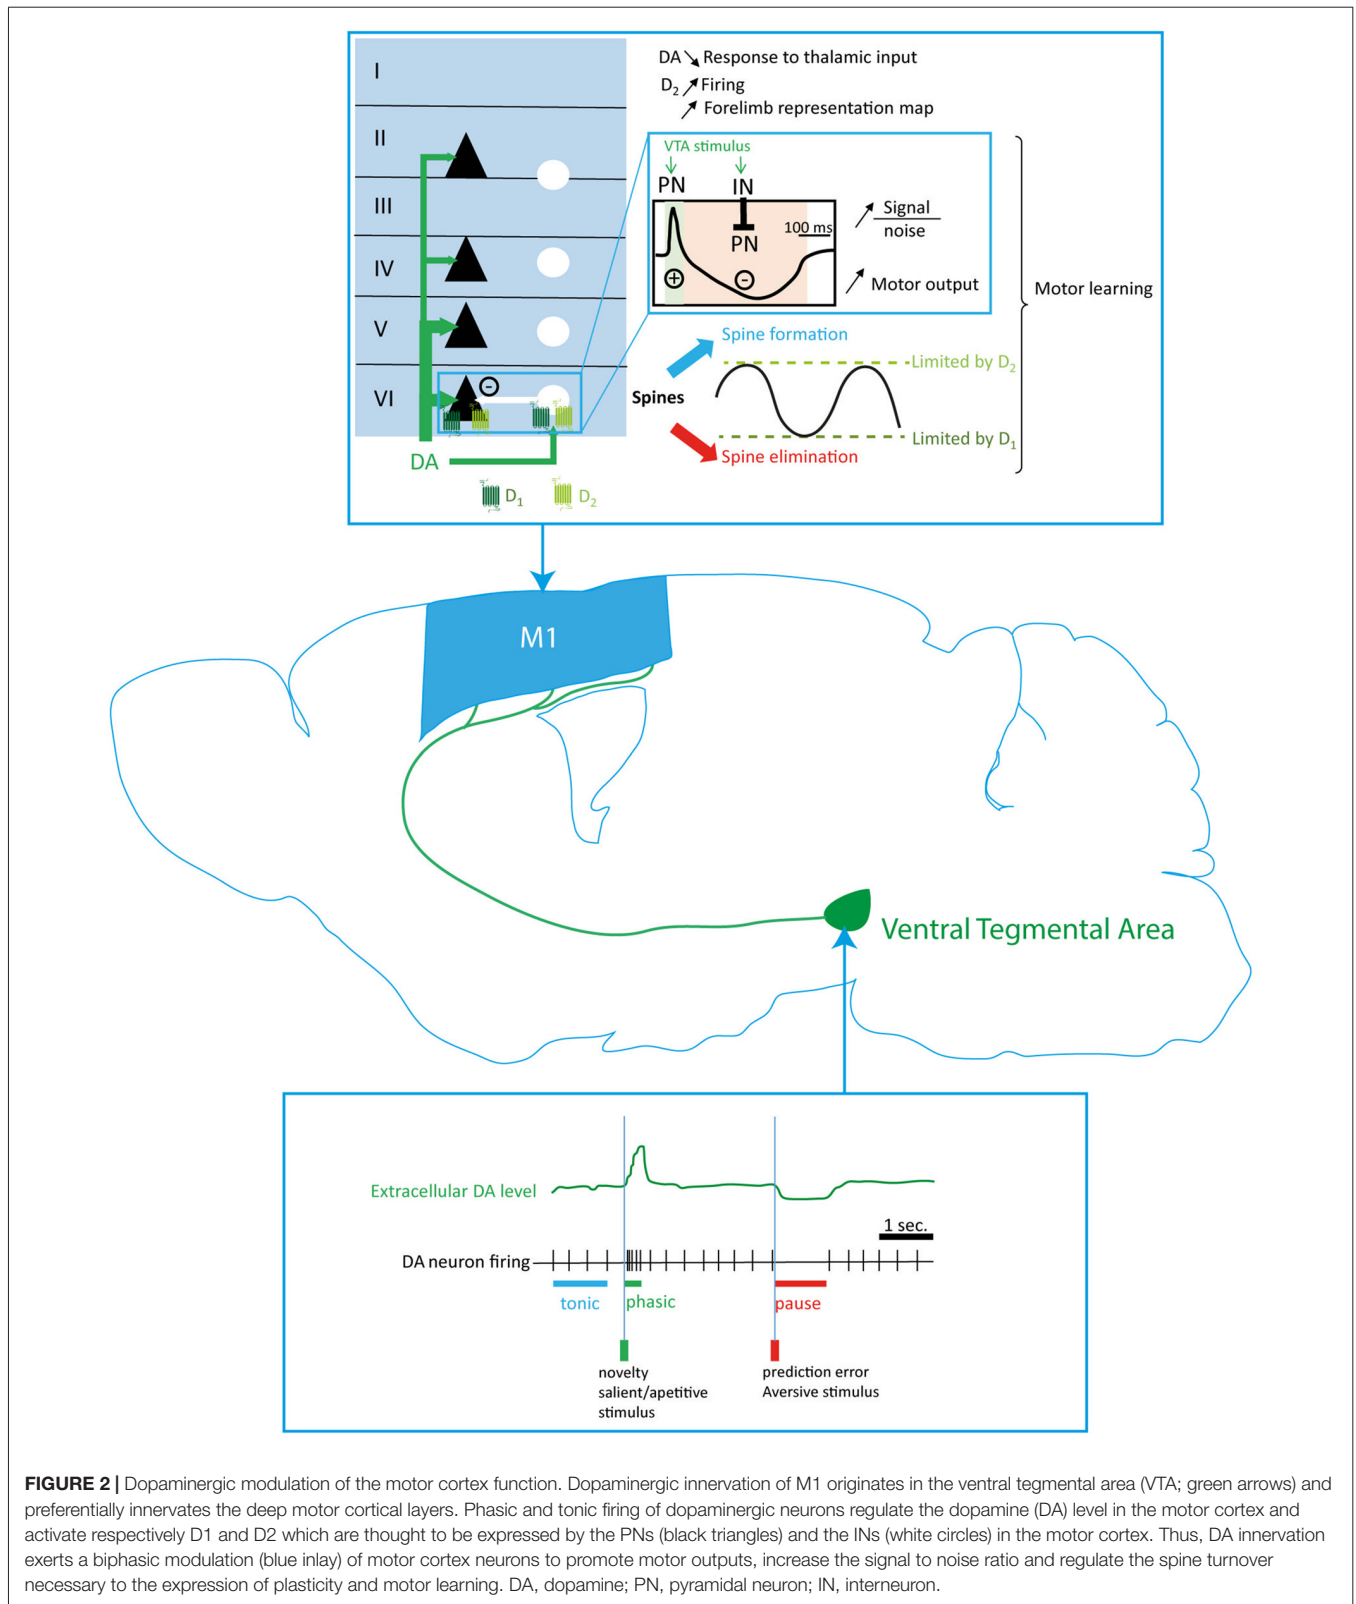 I
II
III
IV
V
VI
DA
D1
D2
DA ↘ Response to thalamic input
D2 ↗ Firing
↗ Forelimb representation map
VTA stimulus
PN IN
PN
100 ms
+
-
-
↗ Signal
noise
↗ Motor output
Motor learning
Spine formation
Limited by D2
Spines
Limited by D1
Spine elimination
M1
Ventral Tegmental Area
Extracellular DA level
1 sec.
DA neuron firing
tonic phasic pause
novelty
salient/apetitive
stimulus
prediction error
Aversive stimulus
FIGURE 2 | Dopaminergic modulation of the motor cortex function. Dopaminergic innervation of M1 originates in the ventral tegmental area (VTA; green arrows) and
preferentially innervates the deep motor cortical layers. Phasic and tonic firing of dopaminergic neurons regulate the dopamine (DA) level in the motor cortex and
activate respectively D1 and D2 which are thought to be expressed by the PNs (black triangles) and the INs (white circles) in the motor cortex. Thus, DA innervation
exerts a biphasic modulation (blue inlay) of motor cortex neurons to promote motor outputs, increase the signal to noise ratio and regulate the spine turnover
necessary to the expression of plasticity and motor learning. DA, dopamine; PN, pyramidal neuron; IN, interneuron.